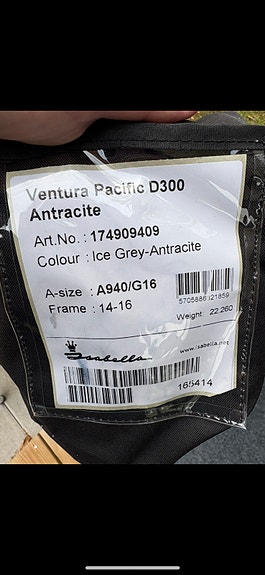 Ventura Pacific D300
Antracite
Art.No. : 174909409
Colour : Ice Grey-Antracite
A-size : A940/G16
Frame : 14-16
5705886921859
Weight: 22.260
Isabella
www.isabella.net
165414